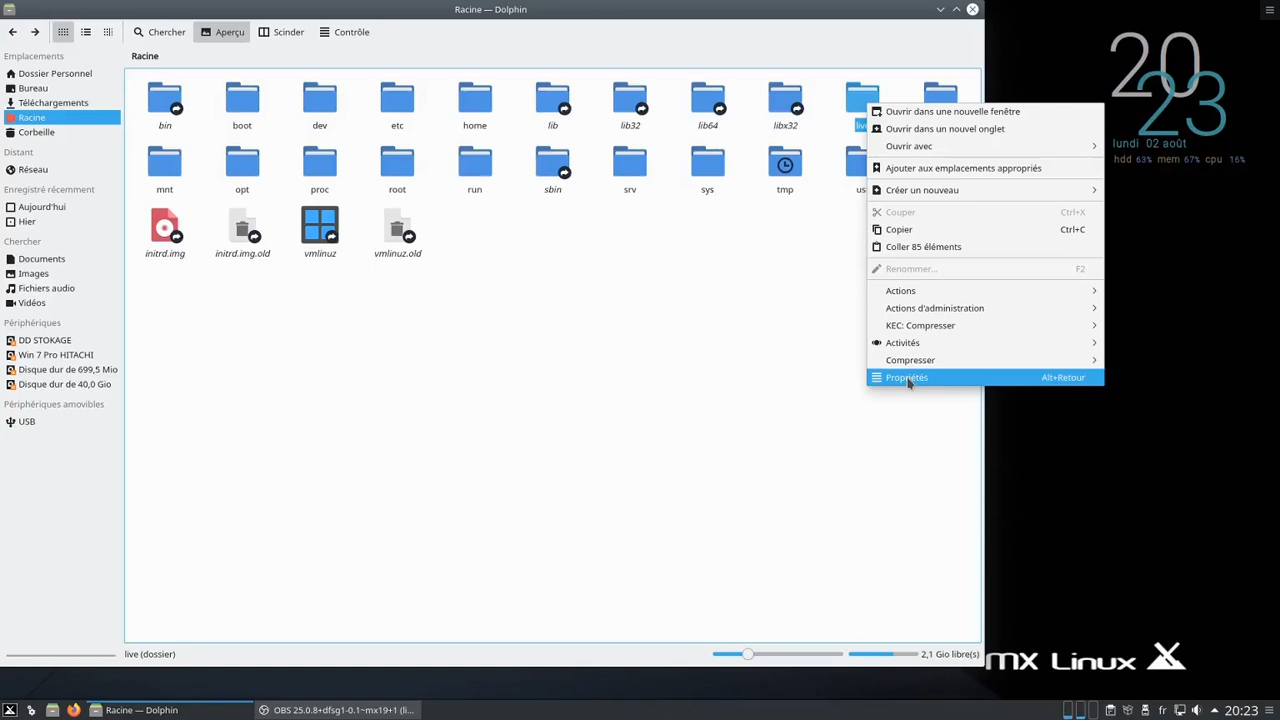 Racine — Dolphin
Chercher
Aperçu
Scinder
Contrôle
Emplacements
Dossier Personnel
Bureau
Téléchargements
Racine
Corbeille
Distant
Réseau
Enregistré récemment
Aujourd'hui
Hier
Chercher
Documents
Images
Fichiers audio
Vidéos
Périphériques
DD STOKAGE
Win 7 Pro HITACHI
Disque dur de 699,5 Mio
Disque dur de 40,0 Gio
Périphériques amovibles
USB
Racine
bin boot dev etc home lib lib32 lib64 libx32
mnt opt proc root run sbin srv sys tmp
initrd.img initrd.img.old vmlinuz vmlinuz.old
Ouvrir dans une nouvelle fenêtre
Ouvrir dans un nouvel onglet
Ouvrir avec
Ajouter aux emplacements appropriés
Créer un nouveau
Couper Ctrl+X
Copier Ctrl+C
Coller 85 éléments
Renommer... F2
Actions
Actions d'administration
KEC: Compresser
Activités
Compresser
Propriétés Alt+Retour
live (dossier)
2,1 Gio libre(s)
20
23
lundi 02 août
hdd 63% mem 67% cpu 16%
mx Linux
Racine — Dolphin
OBS 25.0.8+dfsg1-0.1~mx19+1 (li...
fr
20:23